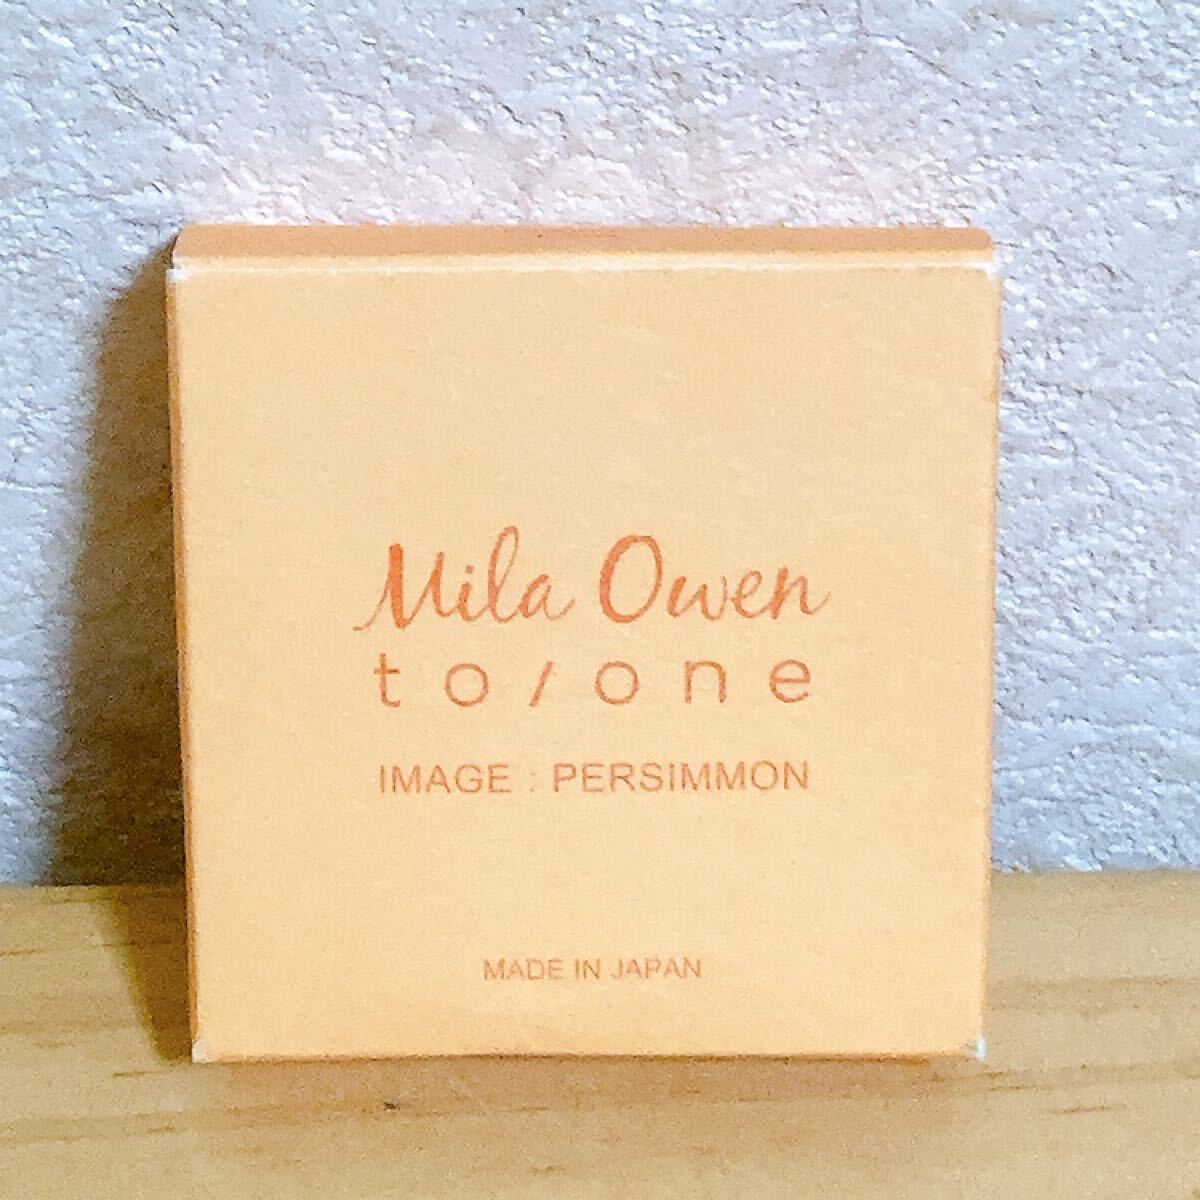 Mila Owen
to/one
IMAGE : PERSIMMON
MADE IN JAPAN